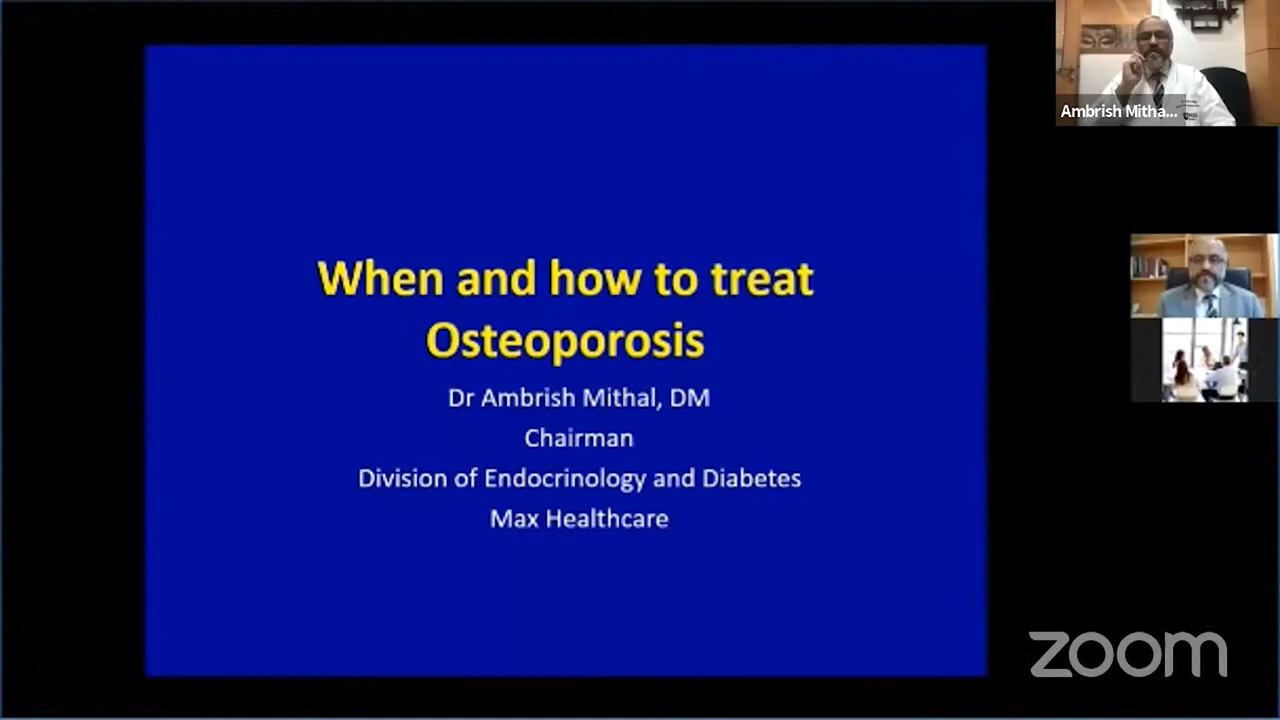 When and how to treat
Osteoporosis
Dr Ambrish Mithal, DM
Chairman
Division of Endocrinology and Diabetes
Max Healthcare
Ambrish Mitha...
zoom